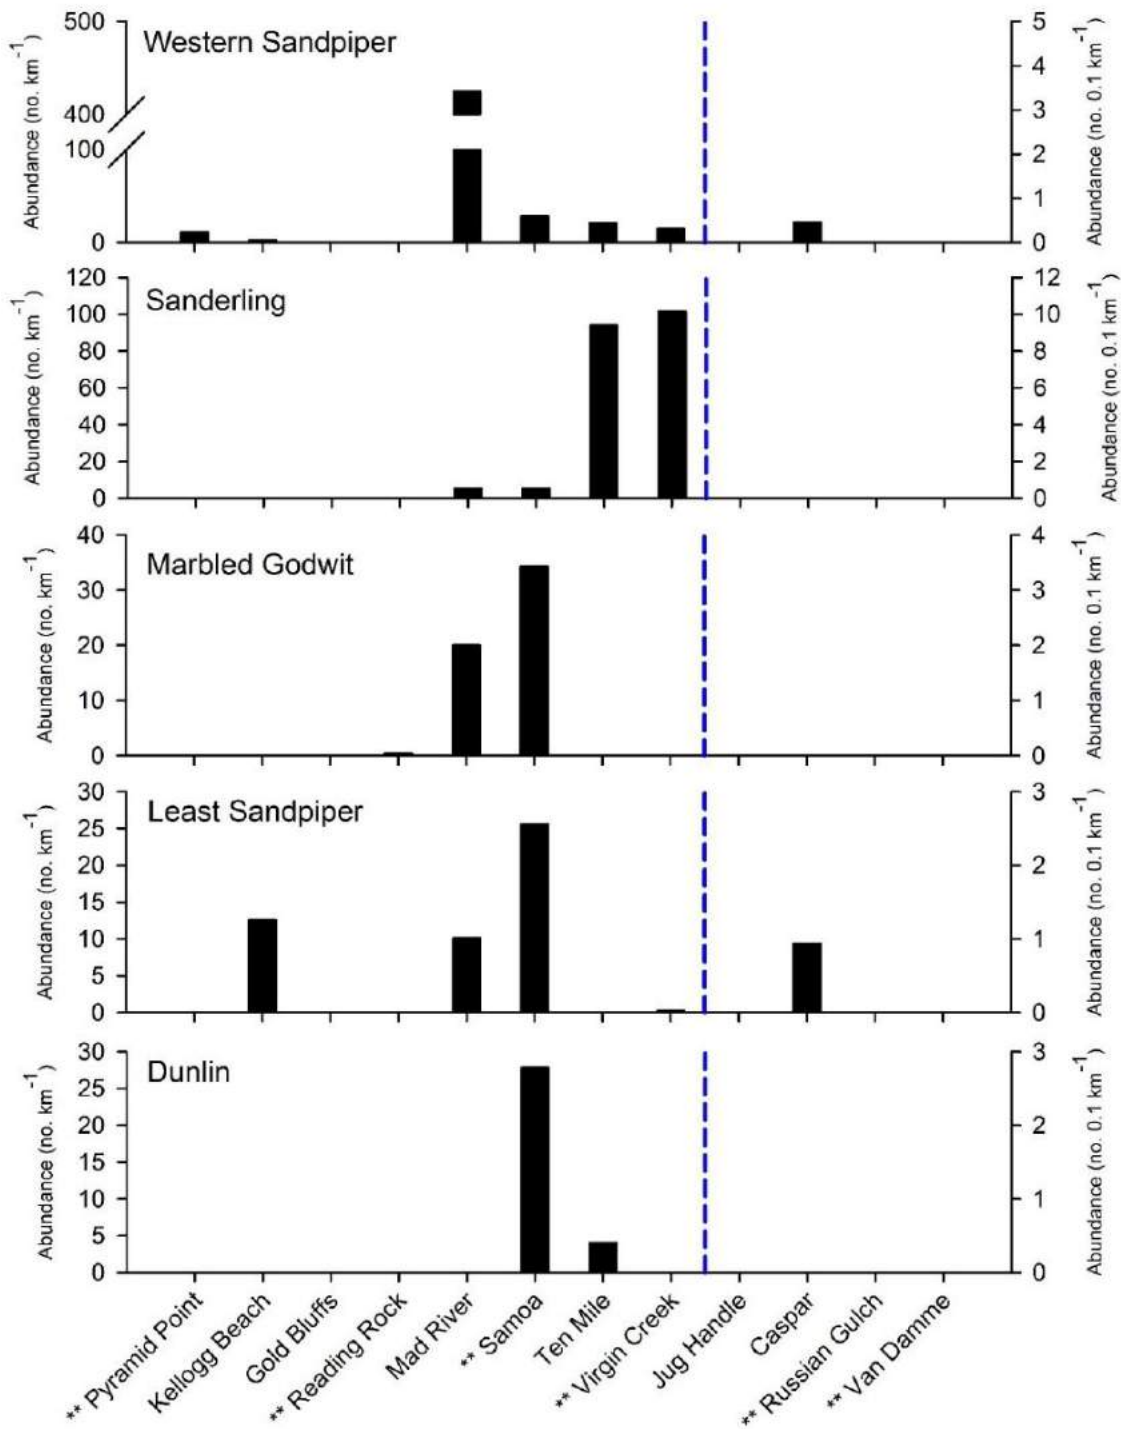 Western Sandpiper
Abundance (no. km⁻¹)
500
400
100
0
5
4
3
2
1
0
Abundance (no. 0.1 km⁻¹)
Sanderling
Abundance (no. km⁻¹)
120
100
80
60
40
20
0
12
10
8
6
4
2
0
Abundance (no. 0.1 km⁻¹)
Marbled Godwit
Abundance (no. km⁻¹)
40
30
20
10
0
4
3
2
1
0
Abundance (no. 0.1 km⁻¹)
Least Sandpiper
Abundance (no. km⁻¹)
30
25
20
15
10
5
0
3
2
1
0
Abundance (no. 0.1 km⁻¹)
Dunlin
Abundance (no. km⁻¹)
30
25
20
15
10
5
0
3
2
1
0
Abundance (no. 0.1 km⁻¹)
** Pyramid Point
Kellogg Beach
Gold Bluffs
** Reading Rock
Mad River
** Samoa
Ten Mile
** Virgin Creek
Jug Handle
Caspar
** Russian Gulch
** Van Damme